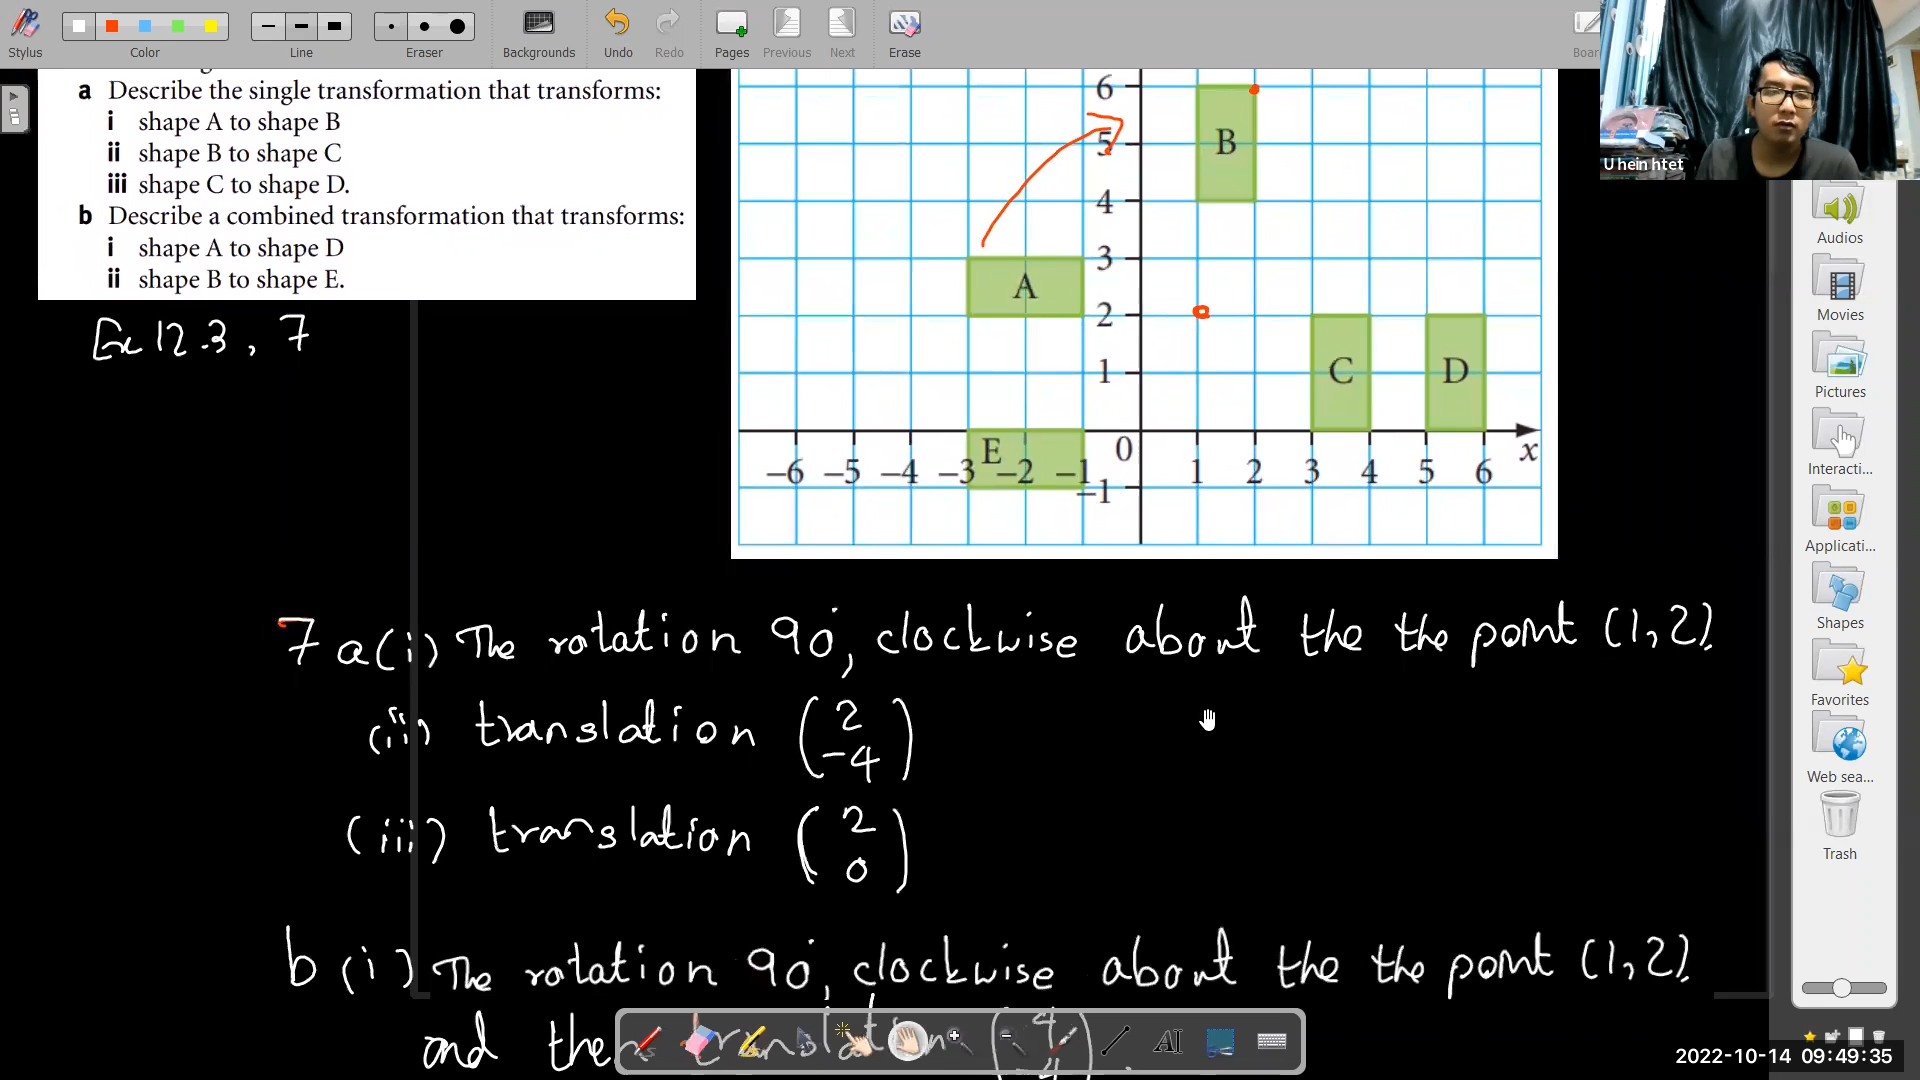 Stylus
Color
Line
Eraser
Backgrounds
Undo
Redo
Pages
Previous
Next
Erase
U hein htet
a Describe the single transformation that transforms:
i shape A to shape B
ii shape B to shape C
iii shape C to shape D.
b Describe a combined transformation that transforms:
i shape A to shape D
ii shape B to shape E.
Ex 12.3, 7
6
5
4
3
2
1
0
–1
B
A
C
D
E
–6 –5 –4 –3 –2 –1 1 2 3 4 5 6
x
7 a(i) The rotation 90°, clockwise about the the point (1,2).
(ii) translation (2 -4)
(iii) translation (2 0)
b (i) The rotation 90°, clockwise about the the point (1,2)
and then translation (4 -4).
Audios
Movies
Pictures
Interacti...
Applicati...
Shapes
Favorites
Web sea...
Trash
2022-10-14 09:49:35